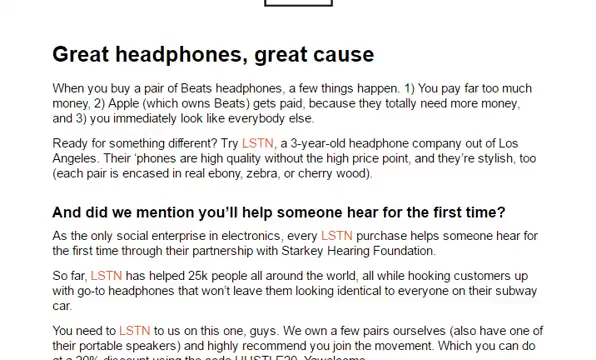 Great headphones, great cause
When you buy a pair of Beats headphones, a few things happen. 1) You pay far too much
money, 2) Apple (which owns Beats) gets paid, because they totally need more money,
and 3) you immediately look like everybody else.
Ready for something different? Try LSTN, a 3-year-old headphone company out of Los
Angeles. Their ‘phones are high quality without the high price point, and they’re stylish, too
(each pair is encased in real ebony, zebra, or cherry wood).
And did we mention you’ll help someone hear for the first time?
As the only social enterprise in electronics, every LSTN purchase helps someone hear for
the first time through their partnership with Starkey Hearing Foundation.
So far, LSTN has helped 25k people all around the world, all while hooking customers up
with go-to headphones that won’t leave them looking identical to everyone on their subway
car.
You need to LSTN to us on this one, guys. We own a few pairs ourselves (also have one of
their portable speakers) and highly recommend you join the movement. Which you can do
at a 20% discount using the code HUSTLE20. Yawelcome.